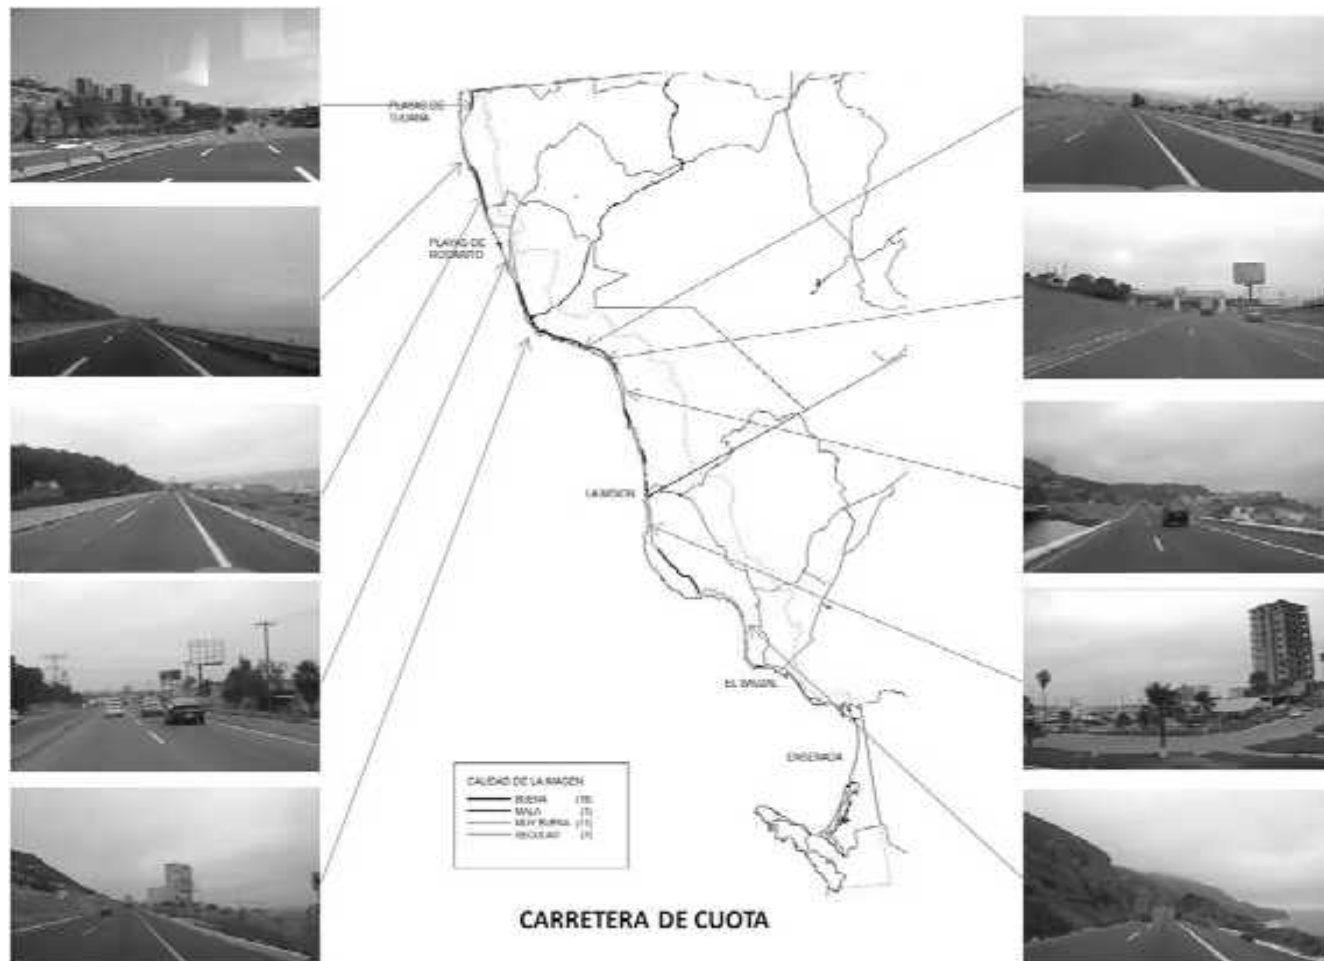 PLAYAS DE
TIJUANA
PLAYAS DE
ROSARITO
LA MISION
EL SAUZAL
ENSENADA
CALIDAD DE LA IMAGEN
BUENA
MALA
MUY BUENA
REGULAR
CARRETERA DE CUOTA